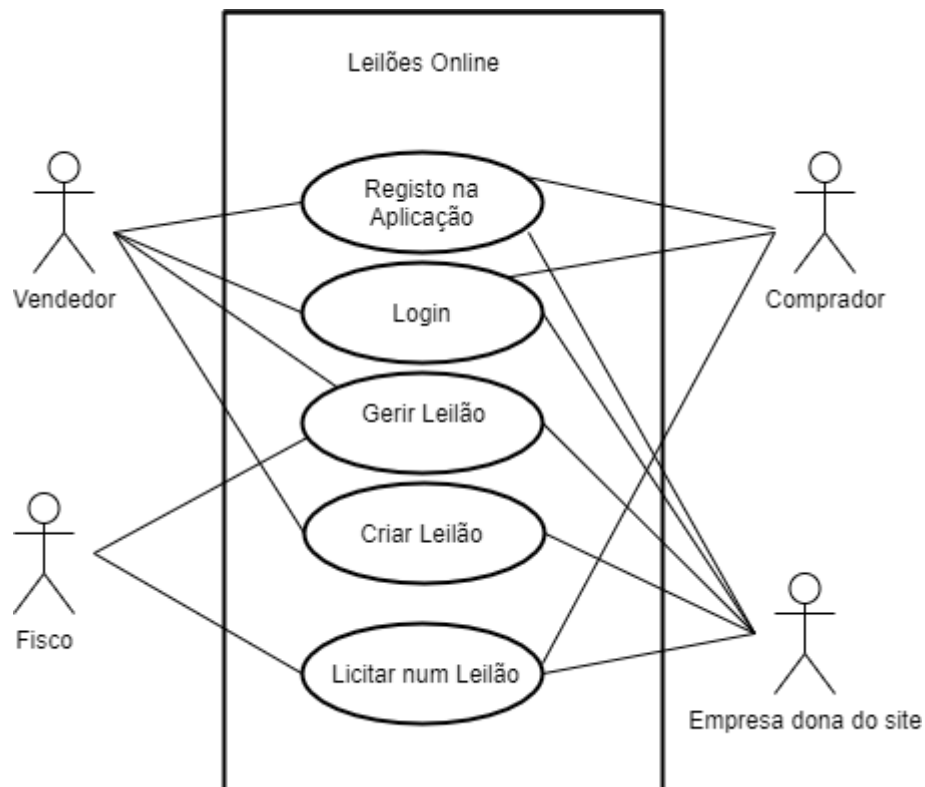 Leilões Online
Registo na
Aplicação
Vendedor
Login
Comprador
Gerir Leilão
Criar Leilão
Fisco
Licitar num Leilão
Empresa dona do site